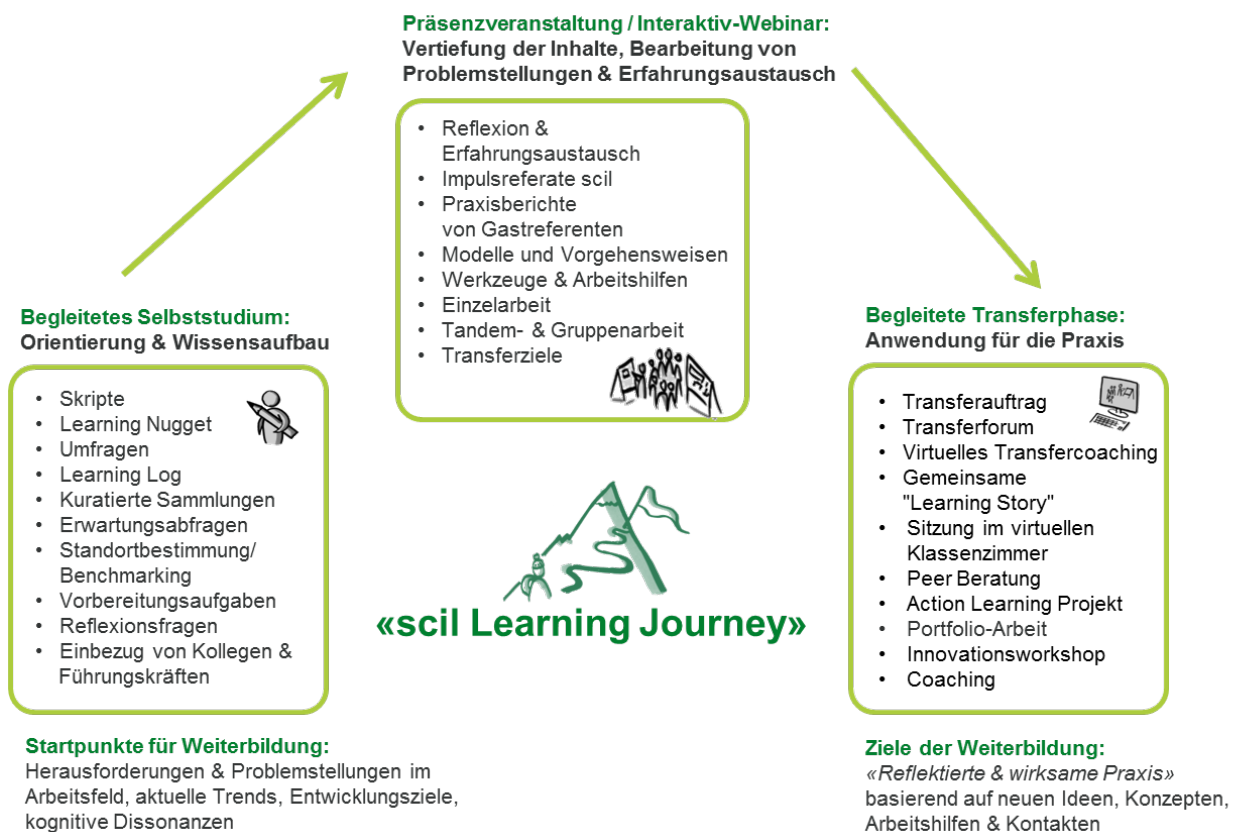 Präsenzveranstaltung / Interaktiv-Webinar:
Vertiefung der Inhalte, Bearbeitung von
Problemstellungen & Erfahrungsaustausch
• Reflexion &
Erfahrungsaustausch
• Impulsreferate scil
• Praxisberichte
von Gastreferenten
• Modelle und Vorgehensweisen
• Werkzeuge & Arbeitshilfen
• Einzelarbeit
• Tandem- & Gruppenarbeit
• Transferziele
Begleitetes Selbststudium:
Orientierung & Wissensaufbau
• Skripte
• Learning Nugget
• Umfragen
• Learning Log
• Kuratierte Sammlungen
• Erwartungsabfragen
• Standortbestimmung/
Benchmarking
• Vorbereitungsaufgaben
• Reflexionsfragen
• Einbezug von Kollegen &
Führungskräften
Startpunkte für Weiterbildung:
Herausforderungen & Problemstellungen im
Arbeitsfeld, aktuelle Trends, Entwicklungsziele,
kognitive Dissonanzen
«scil Learning Journey»
Begleitete Transferphase:
Anwendung für die Praxis
• Transferauftrag
• Transferforum
• Virtuelles Transfercoaching
• Gemeinsame
"Learning Story"
• Sitzung im virtuellen
Klassenzimmer
• Peer Beratung
• Action Learning Projekt
• Portfolio-Arbeit
• Innovationsworkshop
• Coaching
Ziele der Weiterbildung:
«Reflektierte & wirksame Praxis»
basierend auf neuen Ideen, Konzepten,
Arbeitshilfen & Kontakten